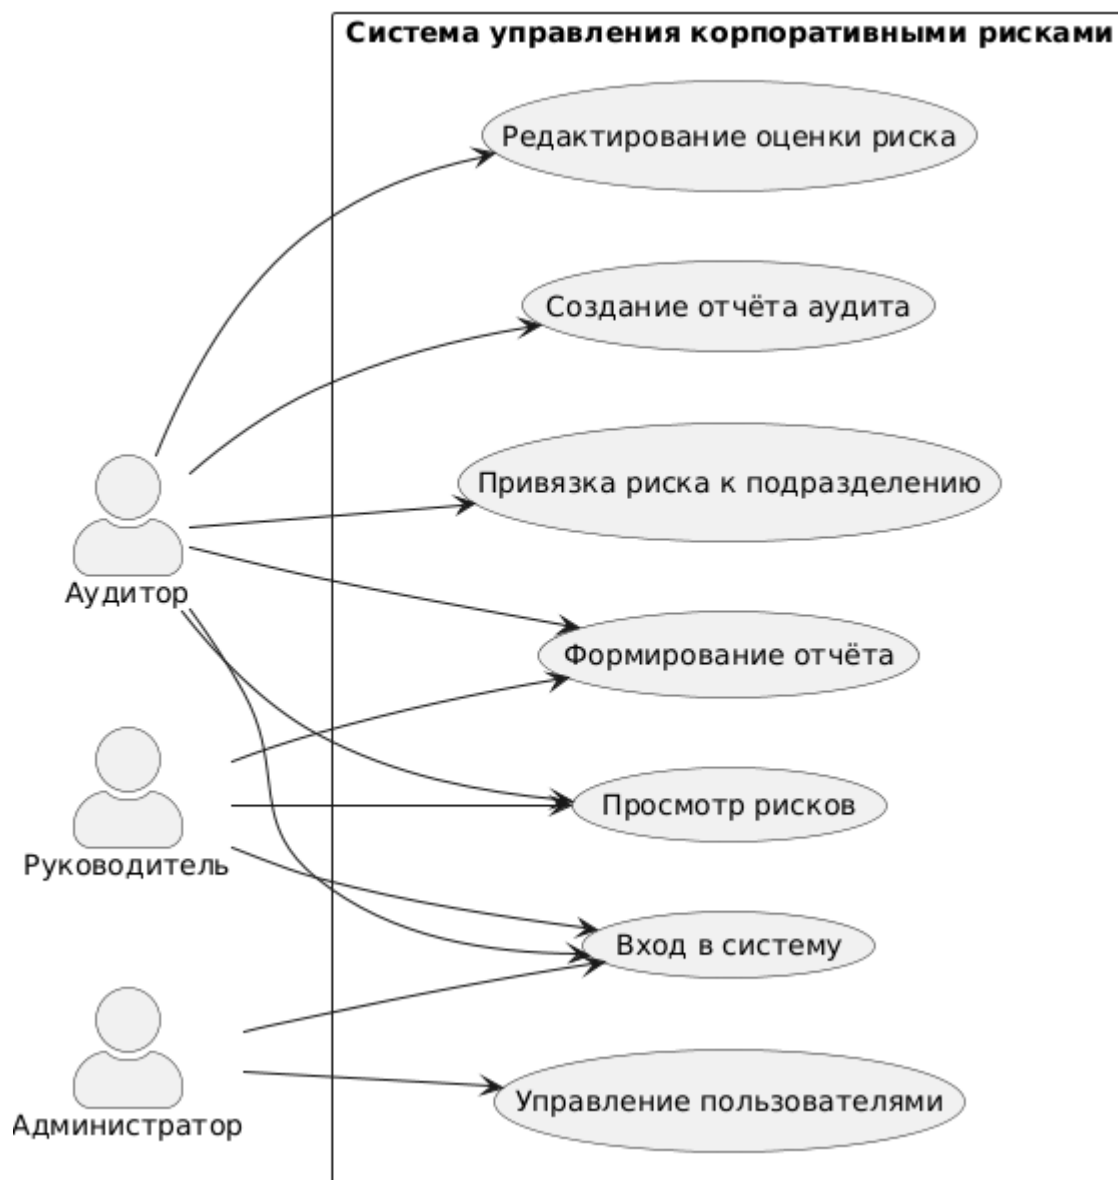 Система управления корпоративными рисками
Редактирование оценки риска
Создание отчёта аудита
Привязка риска к подразделению
Аудитор
Формирование отчёта
Просмотр рисков
Руководитель
Вход в систему
Управление пользователями
Администратор